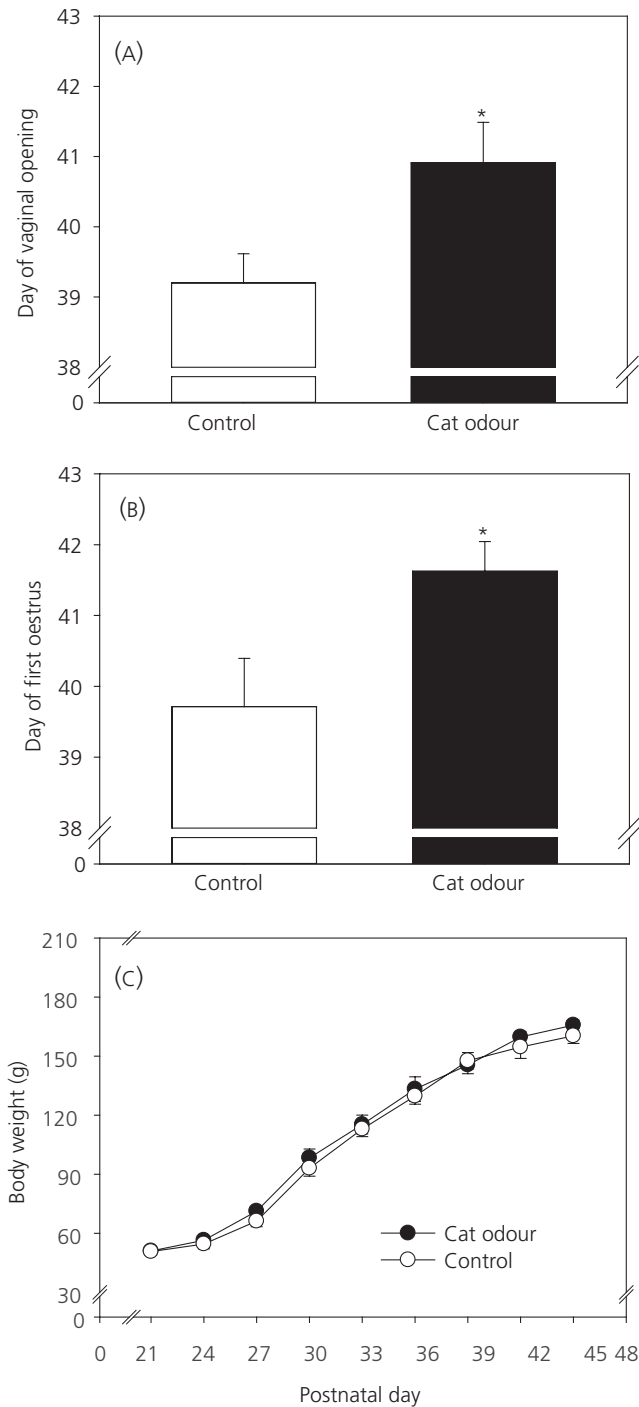 43
(A)
42
*
41
40
39
38
0
Day of vaginal opening
Control Cat odour
43
(B)
42
*
41
40
39
38
0
Day of first oestrus
Control Cat odour
210
(C)
180
150
120
90
60
30
0
Body weight (g)
Cat odour
Control
0 21 24 27 30 33 36 39 42 45 48
Postnatal day